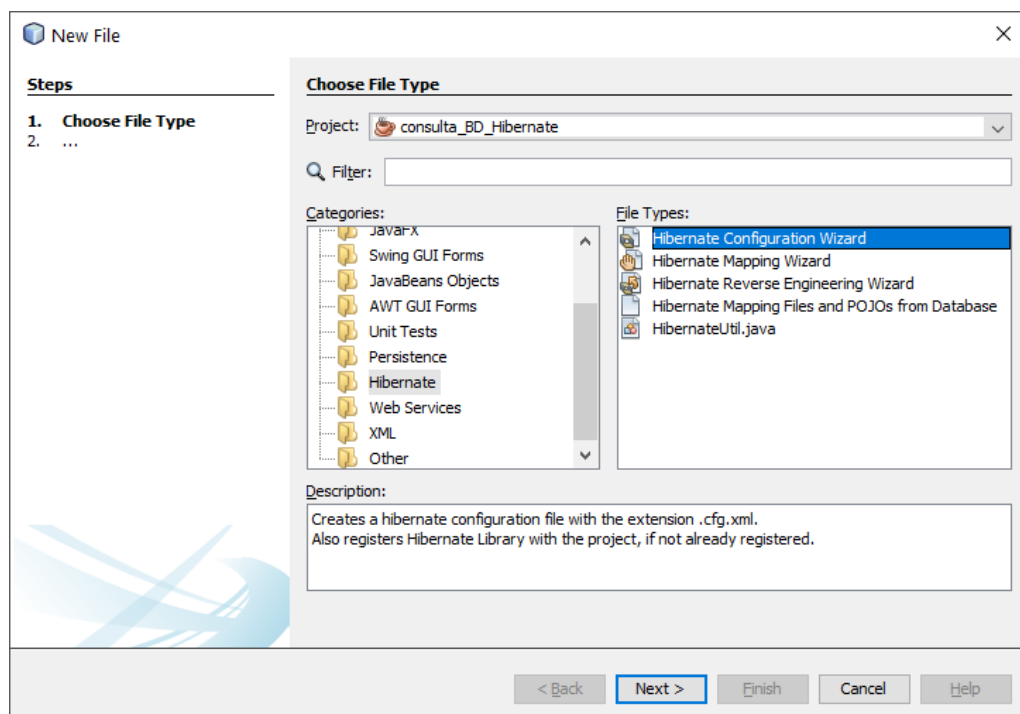 New File
Steps
1. Choose File Type
2. ...
Choose File Type
Project: consulta_BD_Hibernate
Filter:
Categories:
JavaFX
Swing GUI Forms
JavaBeans Objects
AWT GUI Forms
Unit Tests
Persistence
Hibernate
Web Services
XML
Other
File Types:
Hibernate Configuration Wizard
Hibernate Mapping Wizard
Hibernate Reverse Engineering Wizard
Hibernate Mapping Files and POJOs from Database
HibernateUtil.java
Description:
Creates a hibernate configuration file with the extension .cfg.xml.
Also registers Hibernate Library with the project, if not already registered.
< Back Next > Finish Cancel Help